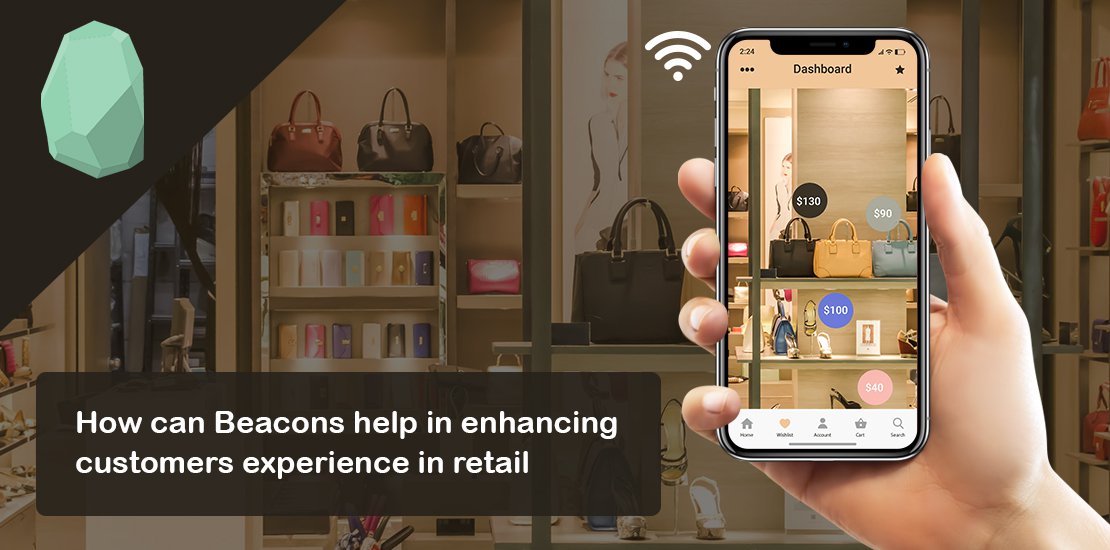 2:24
Dashboard
$130
$90
$100
$40
Home Wishlist Account Cart Search
How can Beacons help in enhancing
customers experience in retail